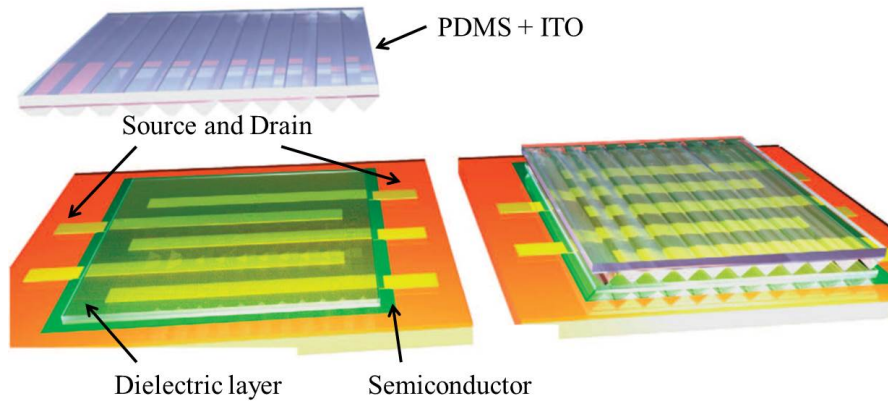 PDMS + ITO
Source and Drain
Dielectric layer
Semiconductor